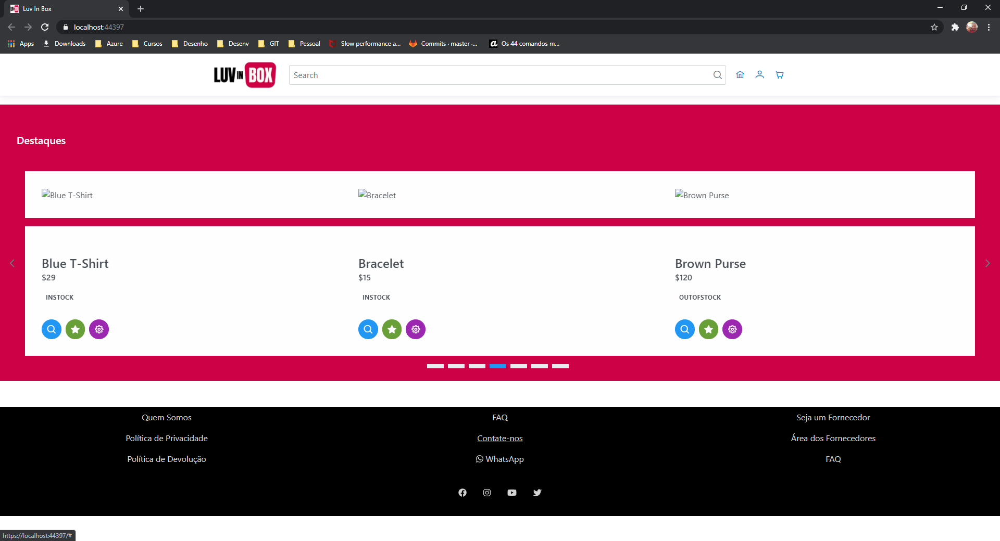 Luv In Box
localhost:44397
Apps Downloads Azure Cursos Desenho Desenv GIT Pessoal Slow performance a... Commits · master ·... a Os 44 comandos m...
LUV IN BOX Search
Destaques
Blue T-Shirt Bracelet Brown Purse
Blue T-Shirt Bracelet Brown Purse
$29 $15 $120
INSTOCK INSTOCK OUTOFSTOCK
Quem Somos FAQ Seja um Fornecedor
Política de Privacidade Contate-nos Área dos Fornecedores
Política de Devolução WhatsApp FAQ
https://localhost:44397/#